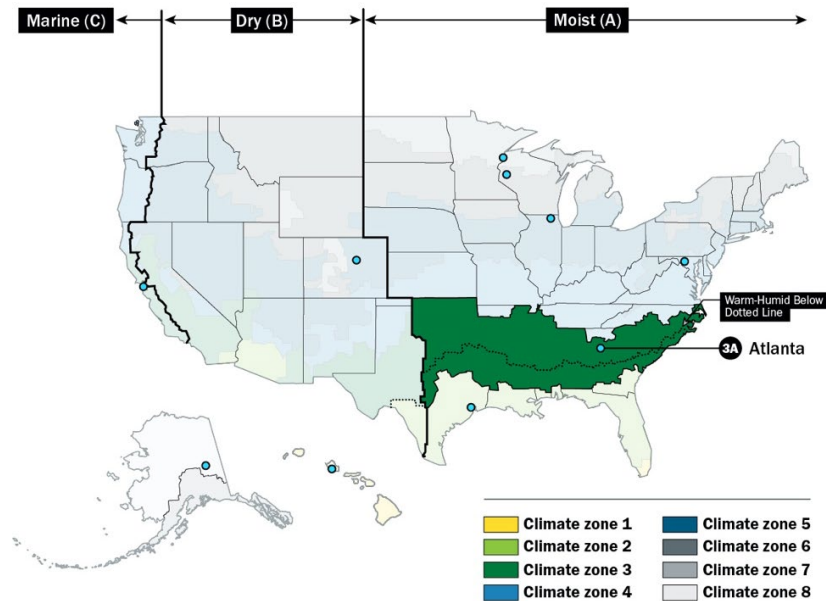 Marine (C)
Dry (B)
Moist (A)
Warm-Humid Below
Dotted Line
3A Atlanta
Climate zone 1
Climate zone 2
Climate zone 3
Climate zone 4
Climate zone 5
Climate zone 6
Climate zone 7
Climate zone 8